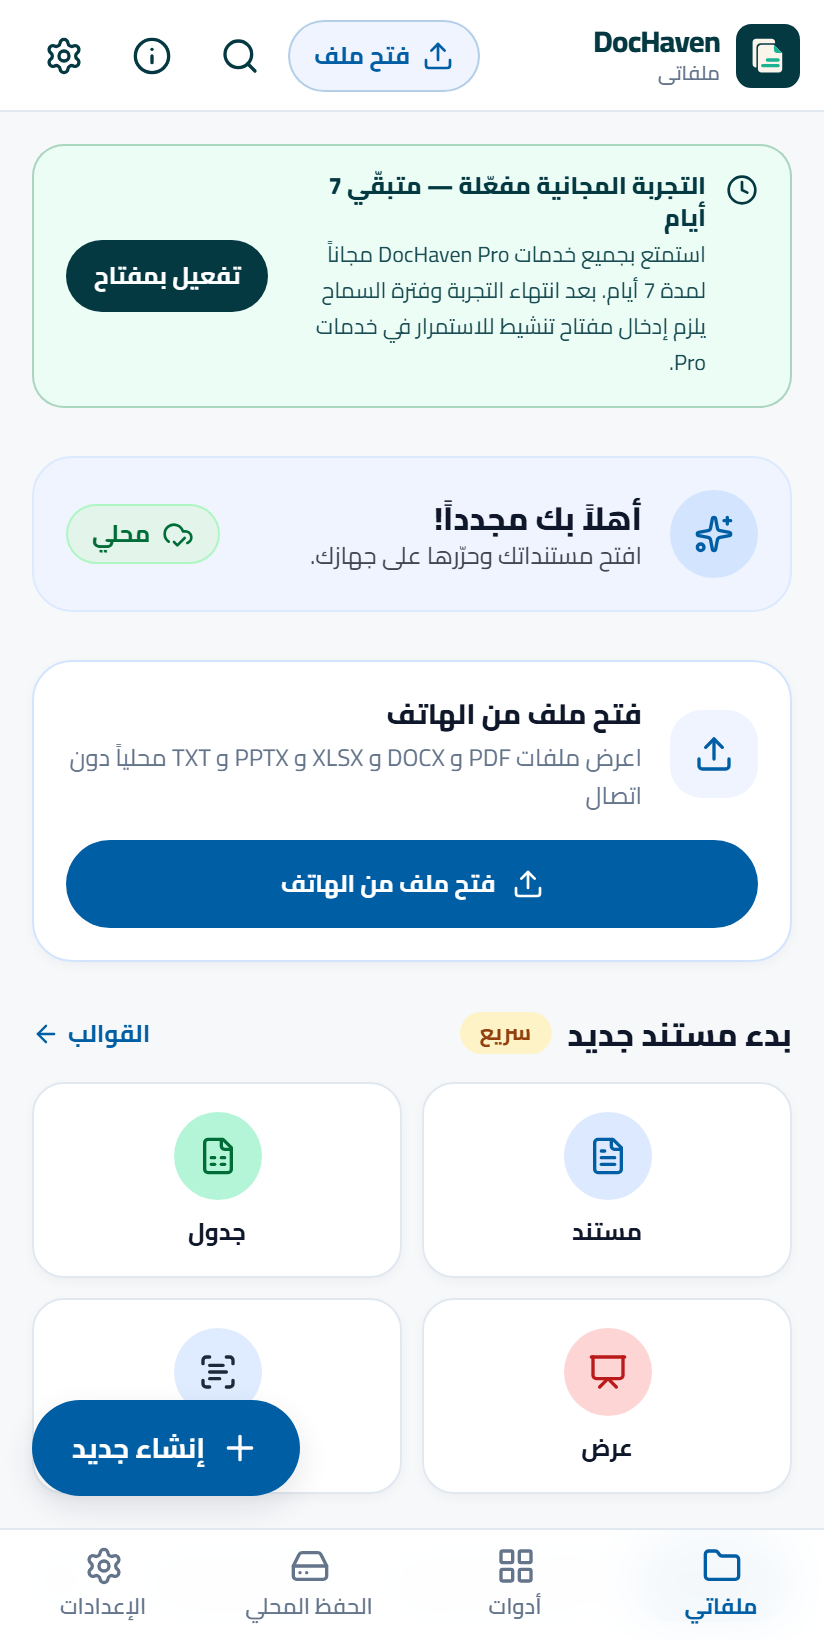 DocHaven
ملفاتي
فتح ملف
التجربة المجانية مفعّلة — متبقّي 7
أيام
استمتع بجميع خدمات DocHaven Pro مجاناً
لمدة 7 أيام. بعد انتهاء التجربة وفترة السماح
يلزم إدخال مفتاح تنشيط للاستمرار في خدمات
Pro.
تفعيل بمفتاح
أهلاً بك مجدداً!
افتح مستنداتك وحرّرها على جهازك.
محلي
فتح ملف من الهاتف
اعرض ملفات PDF و DOCX و XLSX و PPTX و TXT محلياً دون
اتصال
فتح ملف من الهاتف
بدء مستند جديد
سريع
القوالب
مستند
جدول
عرض
إنشاء جديد
ملفاتي
أدوات
الحفظ المحلي
الإعدادات